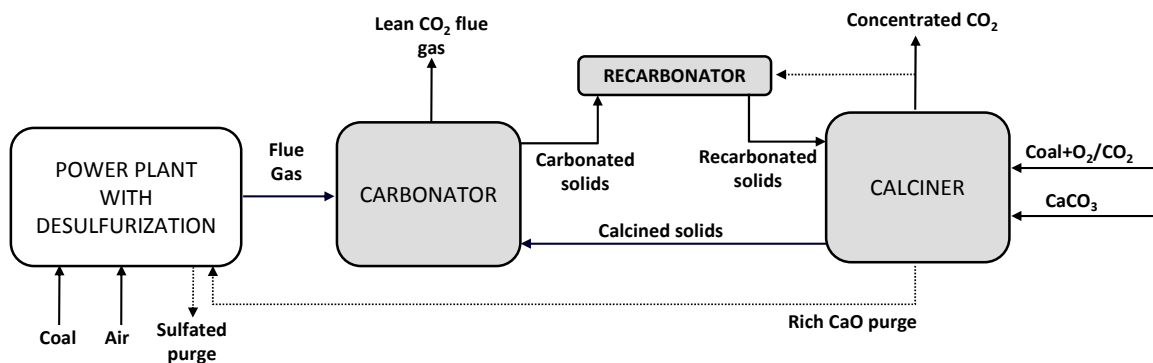 Lean CO₂ flue
gas
Concentrated CO₂
RECARBONATOR
Flue
Gas
POWER PLANT
WITH
DESULFURIZATION
CARBONATOR
Carbonated
solids
Recarbonated
solids
CALCINER
Coal+O₂/CO₂
CaCO₃
Calcined solids
Coal
Air
Sulfated
purge
Rich CaO purge